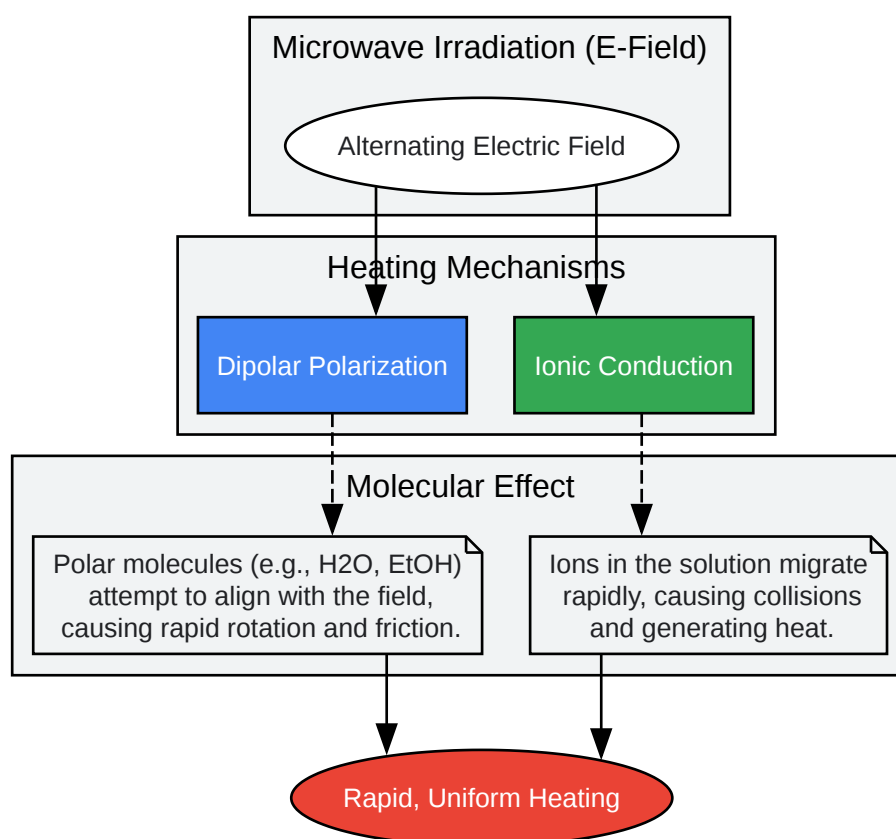 Microwave Irradiation (E-Field)
Alternating Electric Field
Heating Mechanisms
Dipolar Polarization
Ionic Conduction
Molecular Effect
Polar molecules (e.g., H2O, EtOH)
attempt to align with the field,
causing rapid rotation and friction.
Ions in the solution migrate
rapidly, causing collisions
and generating heat.
Rapid, Uniform Heating